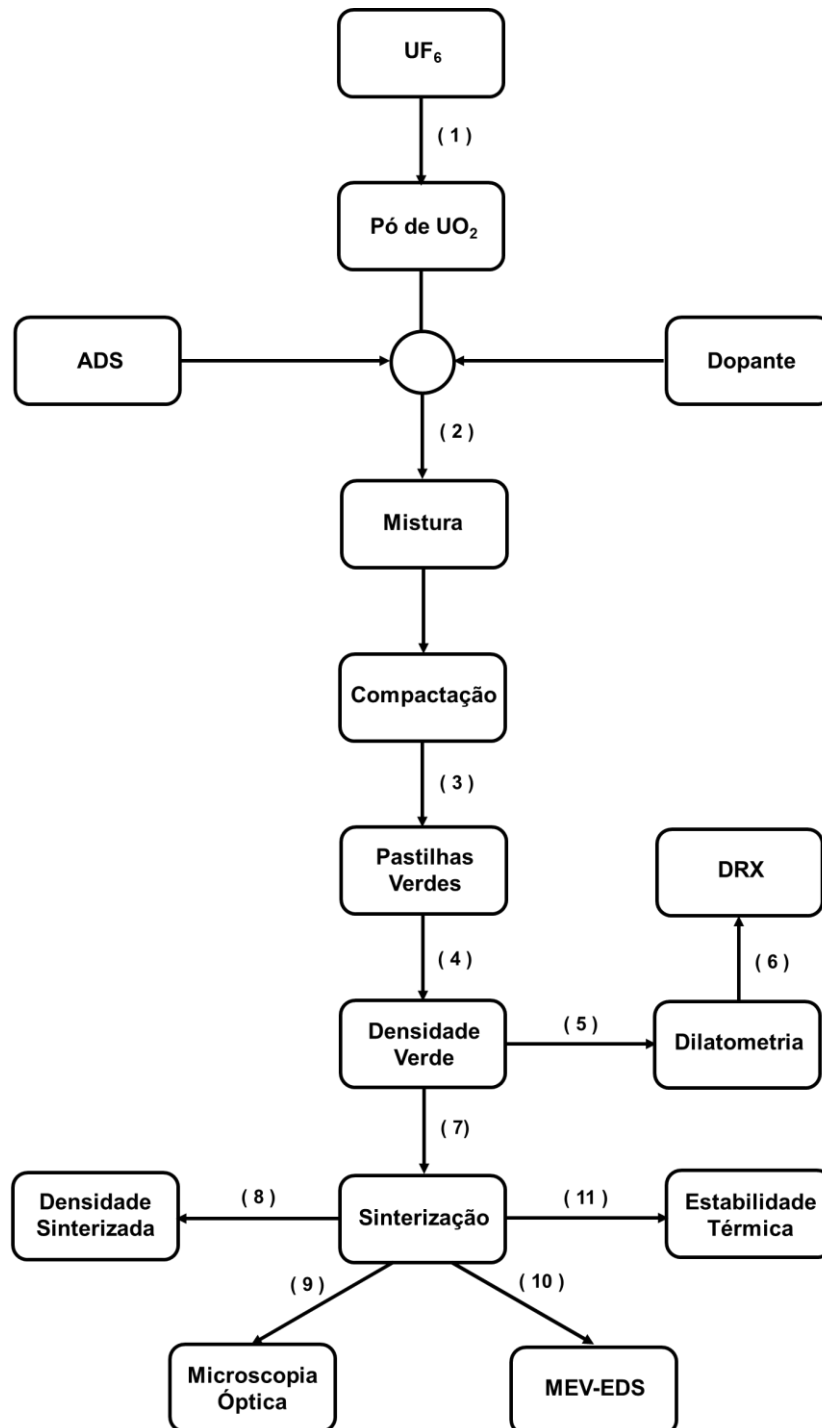 UF₆
( 1 )
Pó de UO₂
ADS
Dopante
( 2 )
Mistura
Compactação
( 3 )
Pastilhas
Verdes
DRX
( 4 )
( 6 )
Densidade
Verde
( 5 )
Dilatometria
( 7)
Densidade
Sinterizada
( 8 )
Sinterização
( 11 )
Estabilidade
Térmica
( 9 )
( 10 )
Microscopia
Óptica
MEV-EDS